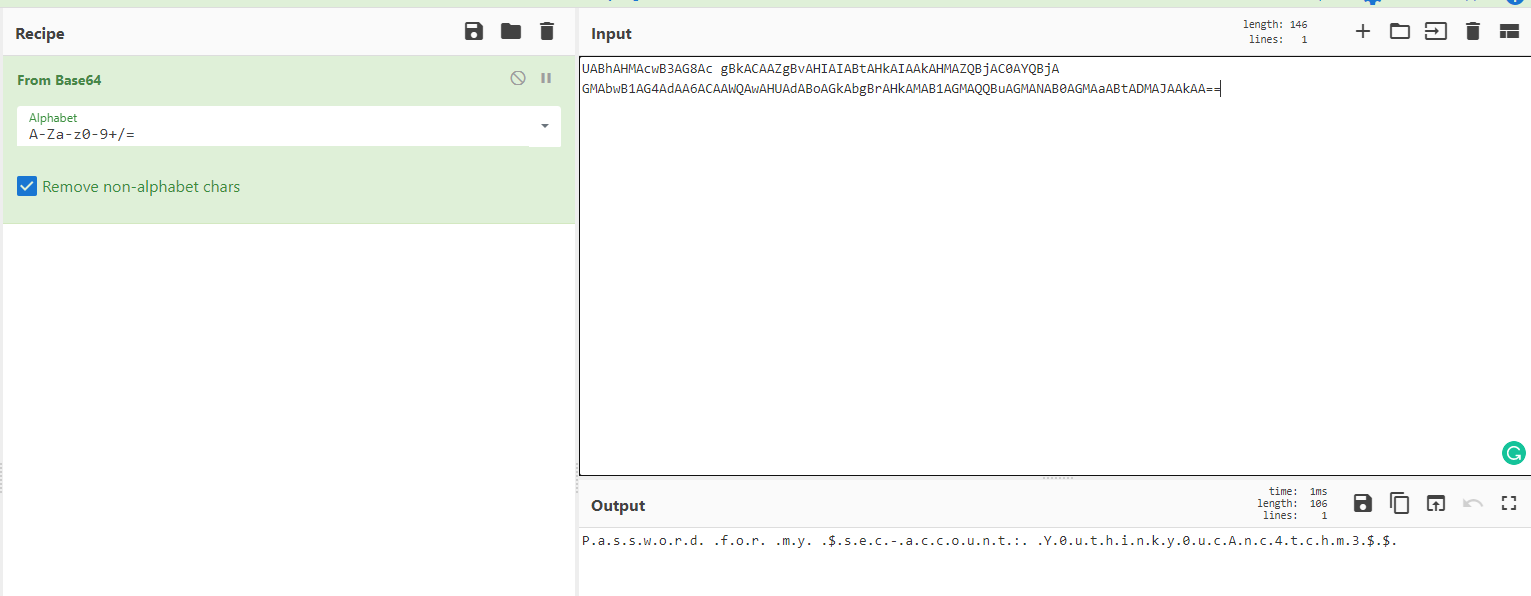 Recipe
From Base64
Alphabet
A-Za-z0-9+/=
Remove non-alphabet chars
Input
length: 146
lines: 1
UABhAHMAcwB3AG8Ac gBkACAAZgBvAHIAIABtAHkAIAAkAHMAZQBjAC0AYQBjA
GMAbwB1AG4AdAA6ACAAWQAwAHUAdABoAGkAbgBrAHkAMAB1AGMAQQBuAGMANAB0AGMAaABtADMAJAAkAA==
Output
time: 1ms
length: 106
lines: 1
P.a.s.s.w.o.r.d. .f.o.r. .m.y. .$.s.e.c.-.a.c.c.o.u.n.t.:. .Y.0.u.t.h.i.n.k.y.0.u.c.A.n.c.4.t.c.h.m.3.$.$.